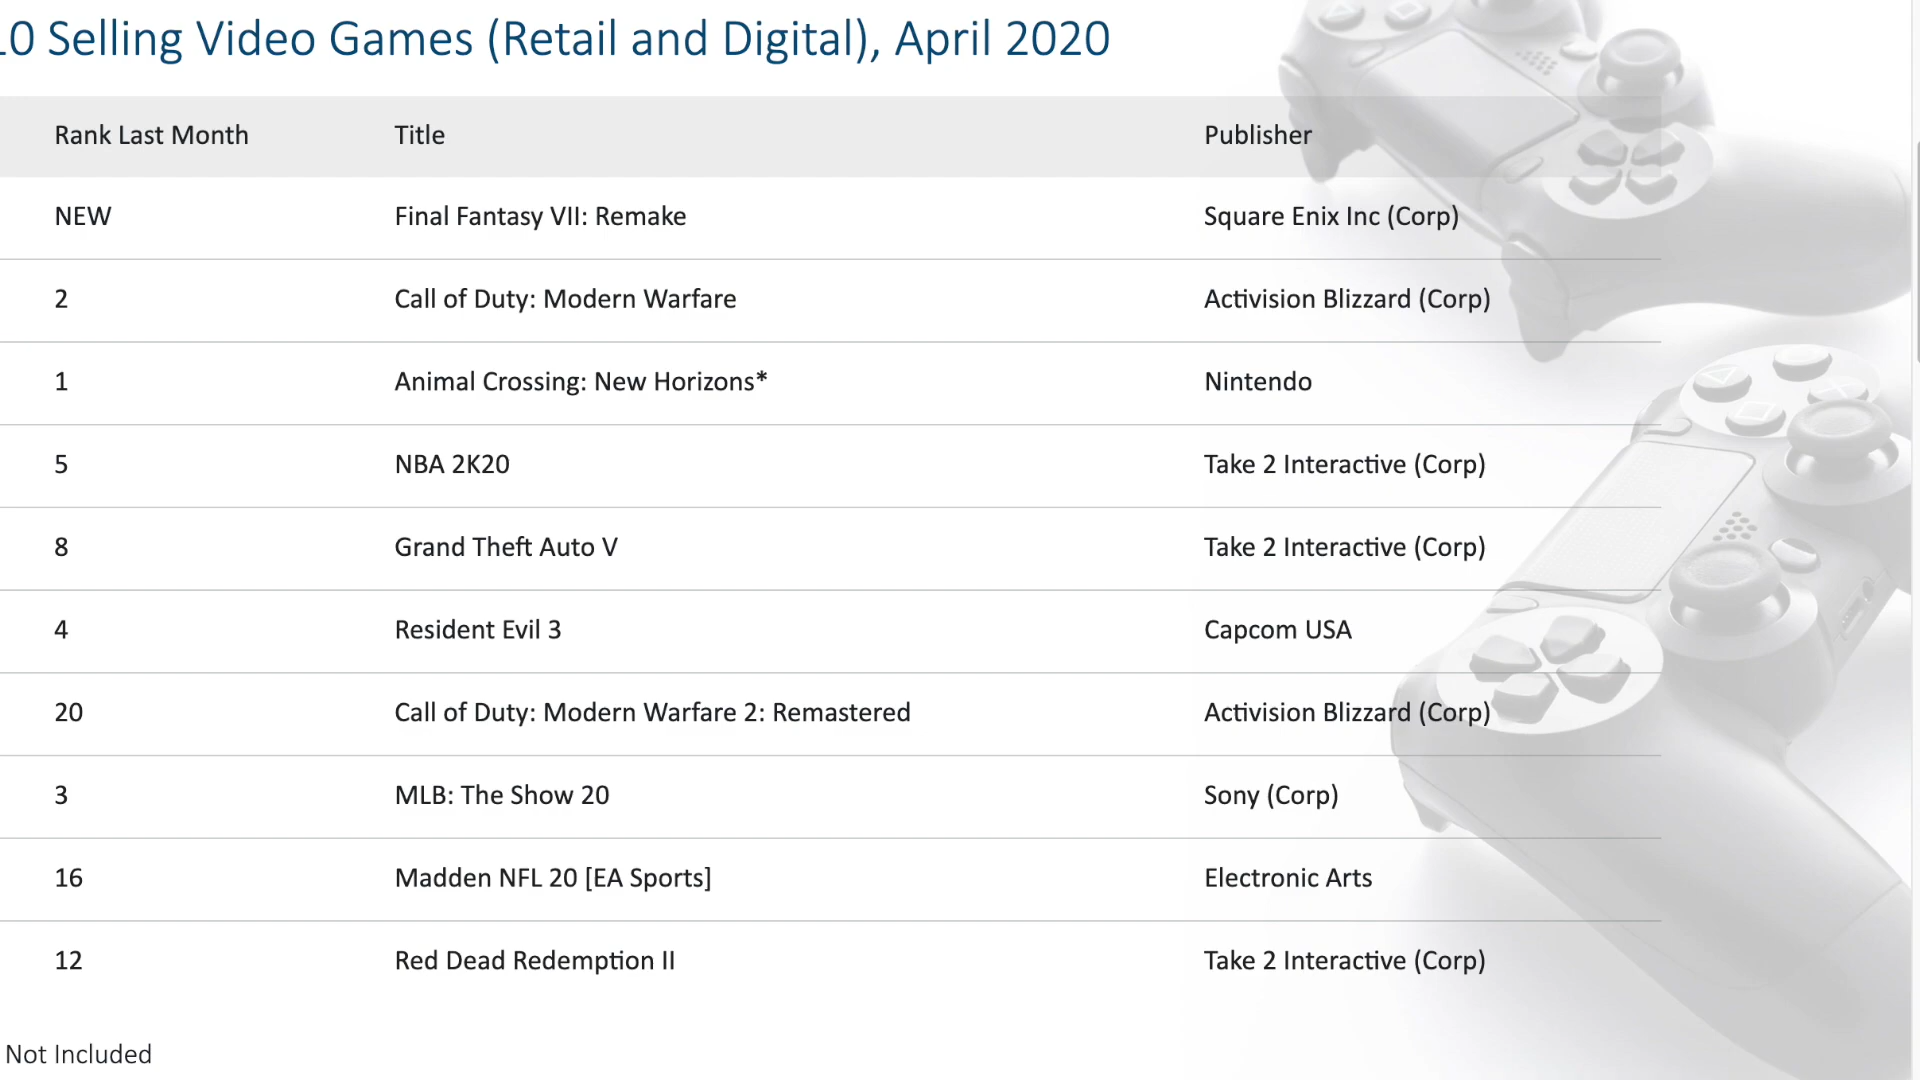 10 Selling Video Games (Retail and Digital), April 2020
Rank Last Month Title Publisher
NEW Final Fantasy VII: Remake Square Enix Inc (Corp)
2 Call of Duty: Modern Warfare Activision Blizzard (Corp)
1 Animal Crossing: New Horizons* Nintendo
5 NBA 2K20 Take 2 Interactive (Corp)
8 Grand Theft Auto V Take 2 Interactive (Corp)
4 Resident Evil 3 Capcom USA
20 Call of Duty: Modern Warfare 2: Remastered Activision Blizzard (Corp)
3 MLB: The Show 20 Sony (Corp)
16 Madden NFL 20 [EA Sports] Electronic Arts
12 Red Dead Redemption II Take 2 Interactive (Corp)
Not Included